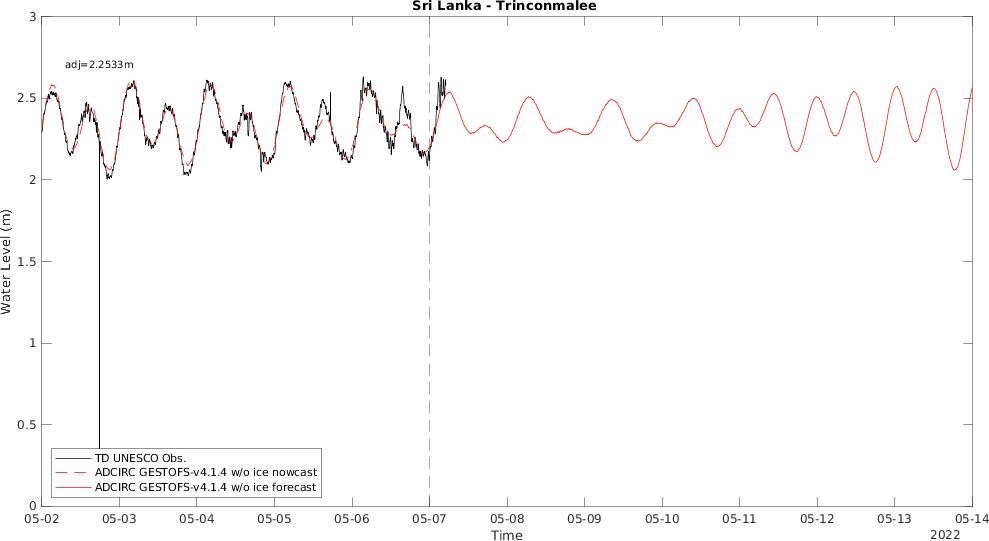 Sri Lanka - Trinconmalee
adj=2.2533m
3
2.5
2
1.5
1
0.5
0
Water Level (m)
TD UNESCO Obs.
ADCIRC GESTOFS-v4.1.4 w/o ice nowcast
ADCIRC GESTOFS-v4.1.4 w/o ice forecast
05-02 05-03 05-04 05-05 05-06 05-07 05-08 05-09 05-10 05-11 05-12 05-13 05-14
Time
2022